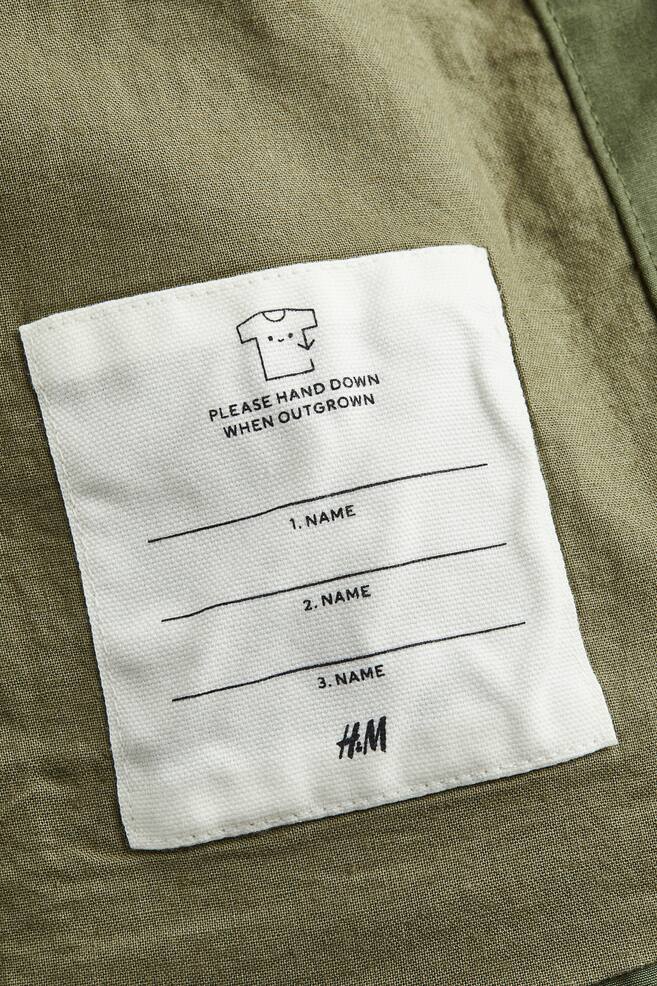 PLEASE HAND DOWN
WHEN OUTGROWN
1. NAME
2. NAME
3. NAME
H&M